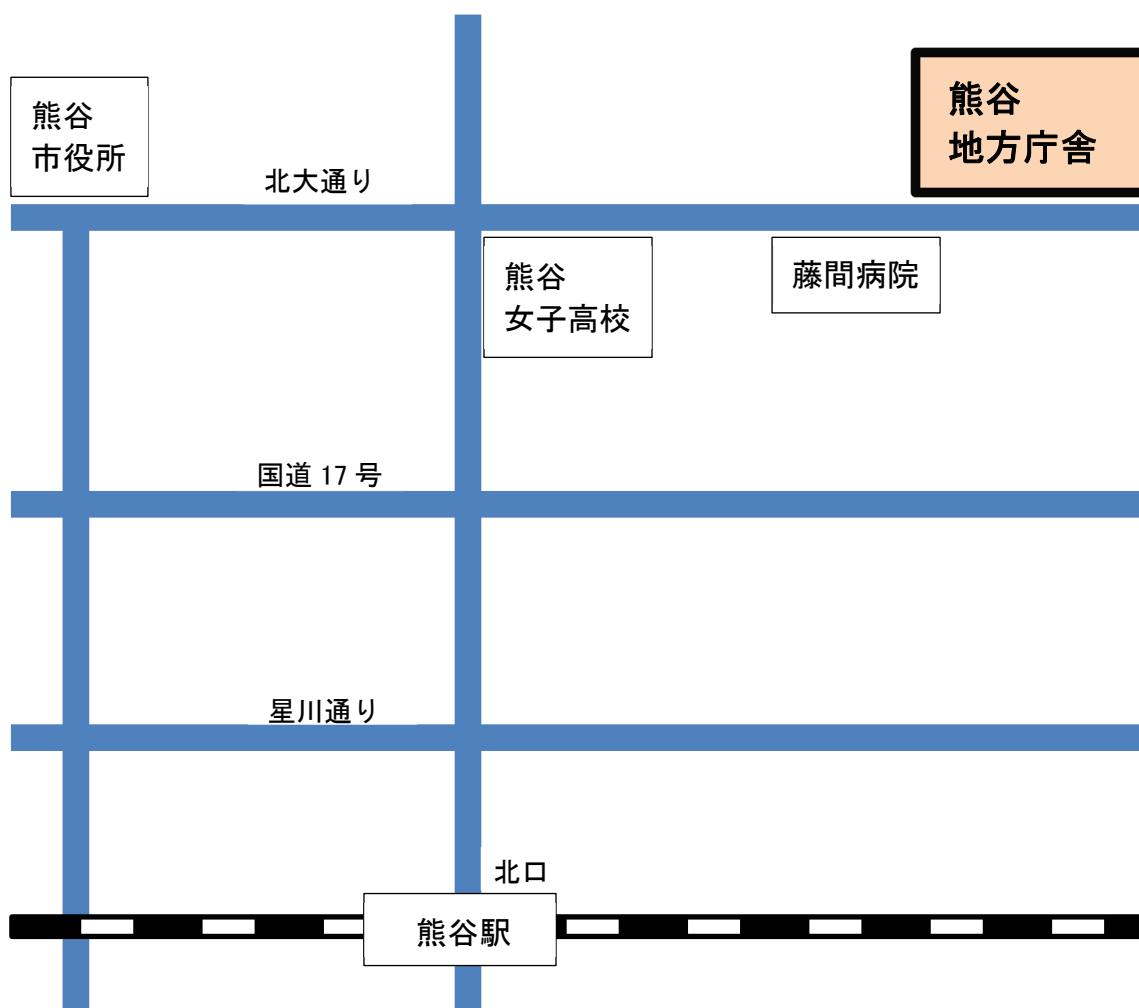 熊谷
市役所
熊谷
地方庁舎
北大通り
熊谷
女子高校
藤間病院
国道 17 号
星川通り
北口
熊谷駅